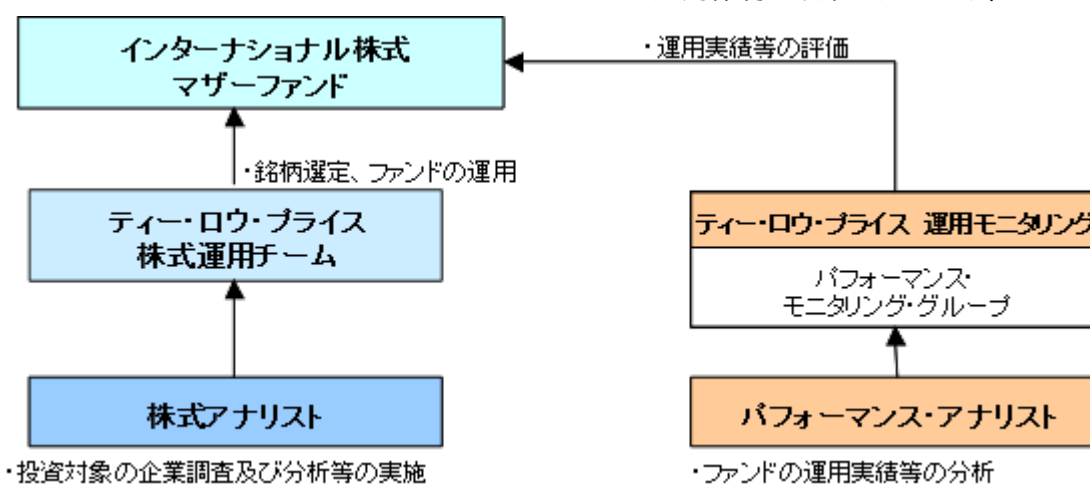 インターナショナル株式
マザーファンド
・運用実績等の評価
・銘柄選定、ファンドの運用
ティー・ロウ・プライス
株式運用チーム
ティー・ロウ・プライス 運用モニタリング
パフォーマンス・
モニタリング・グループ
株式アナリスト
パフォーマンス・アナリスト
・投資対象の企業調査及び分析等の実施
・ファンドの運用実績等の分析